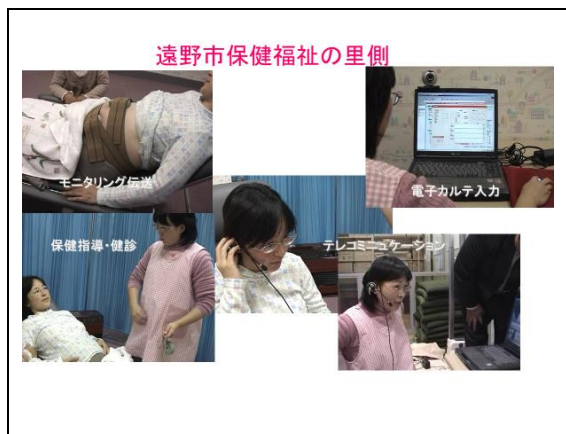 遠野市保健福祉の里側
モニタリング伝送
電子カルテ入力
保健指導・健診
テレコミニュケーション